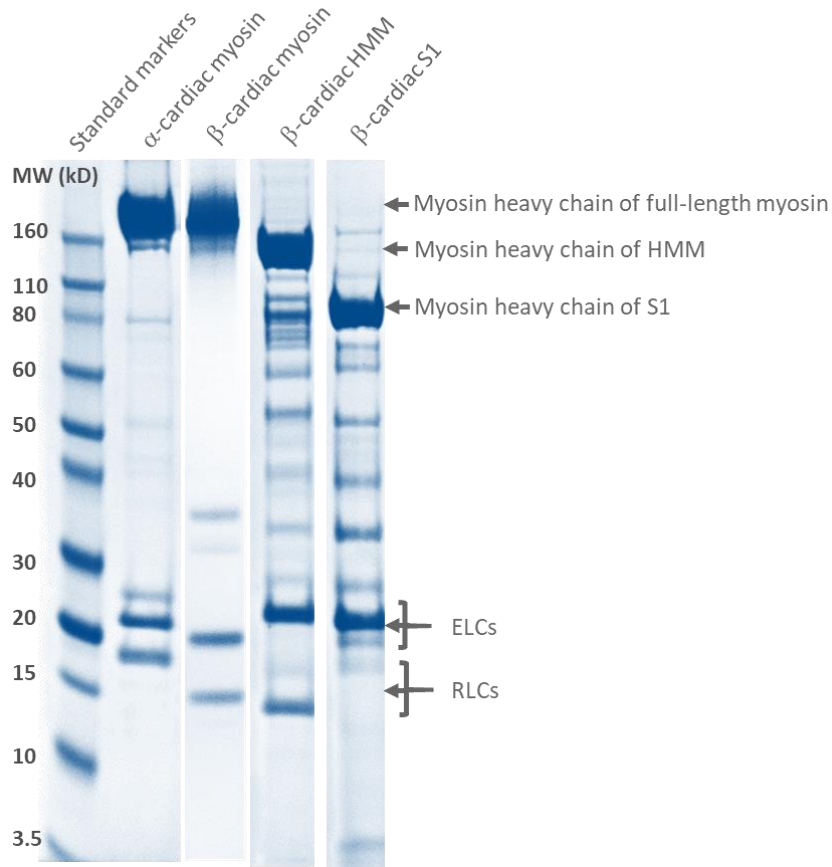 Standard markers
α-cardiac myosin
β-cardiac myosin
β-cardiac HMM
β-cardiac S1
MW (kD)
Myosin heavy chain of full-length myosin
160
Myosin heavy chain of HMM
110
80
Myosin heavy chain of S1
60
50
40
30
20
ELCs
15
RLCs
10
3.5